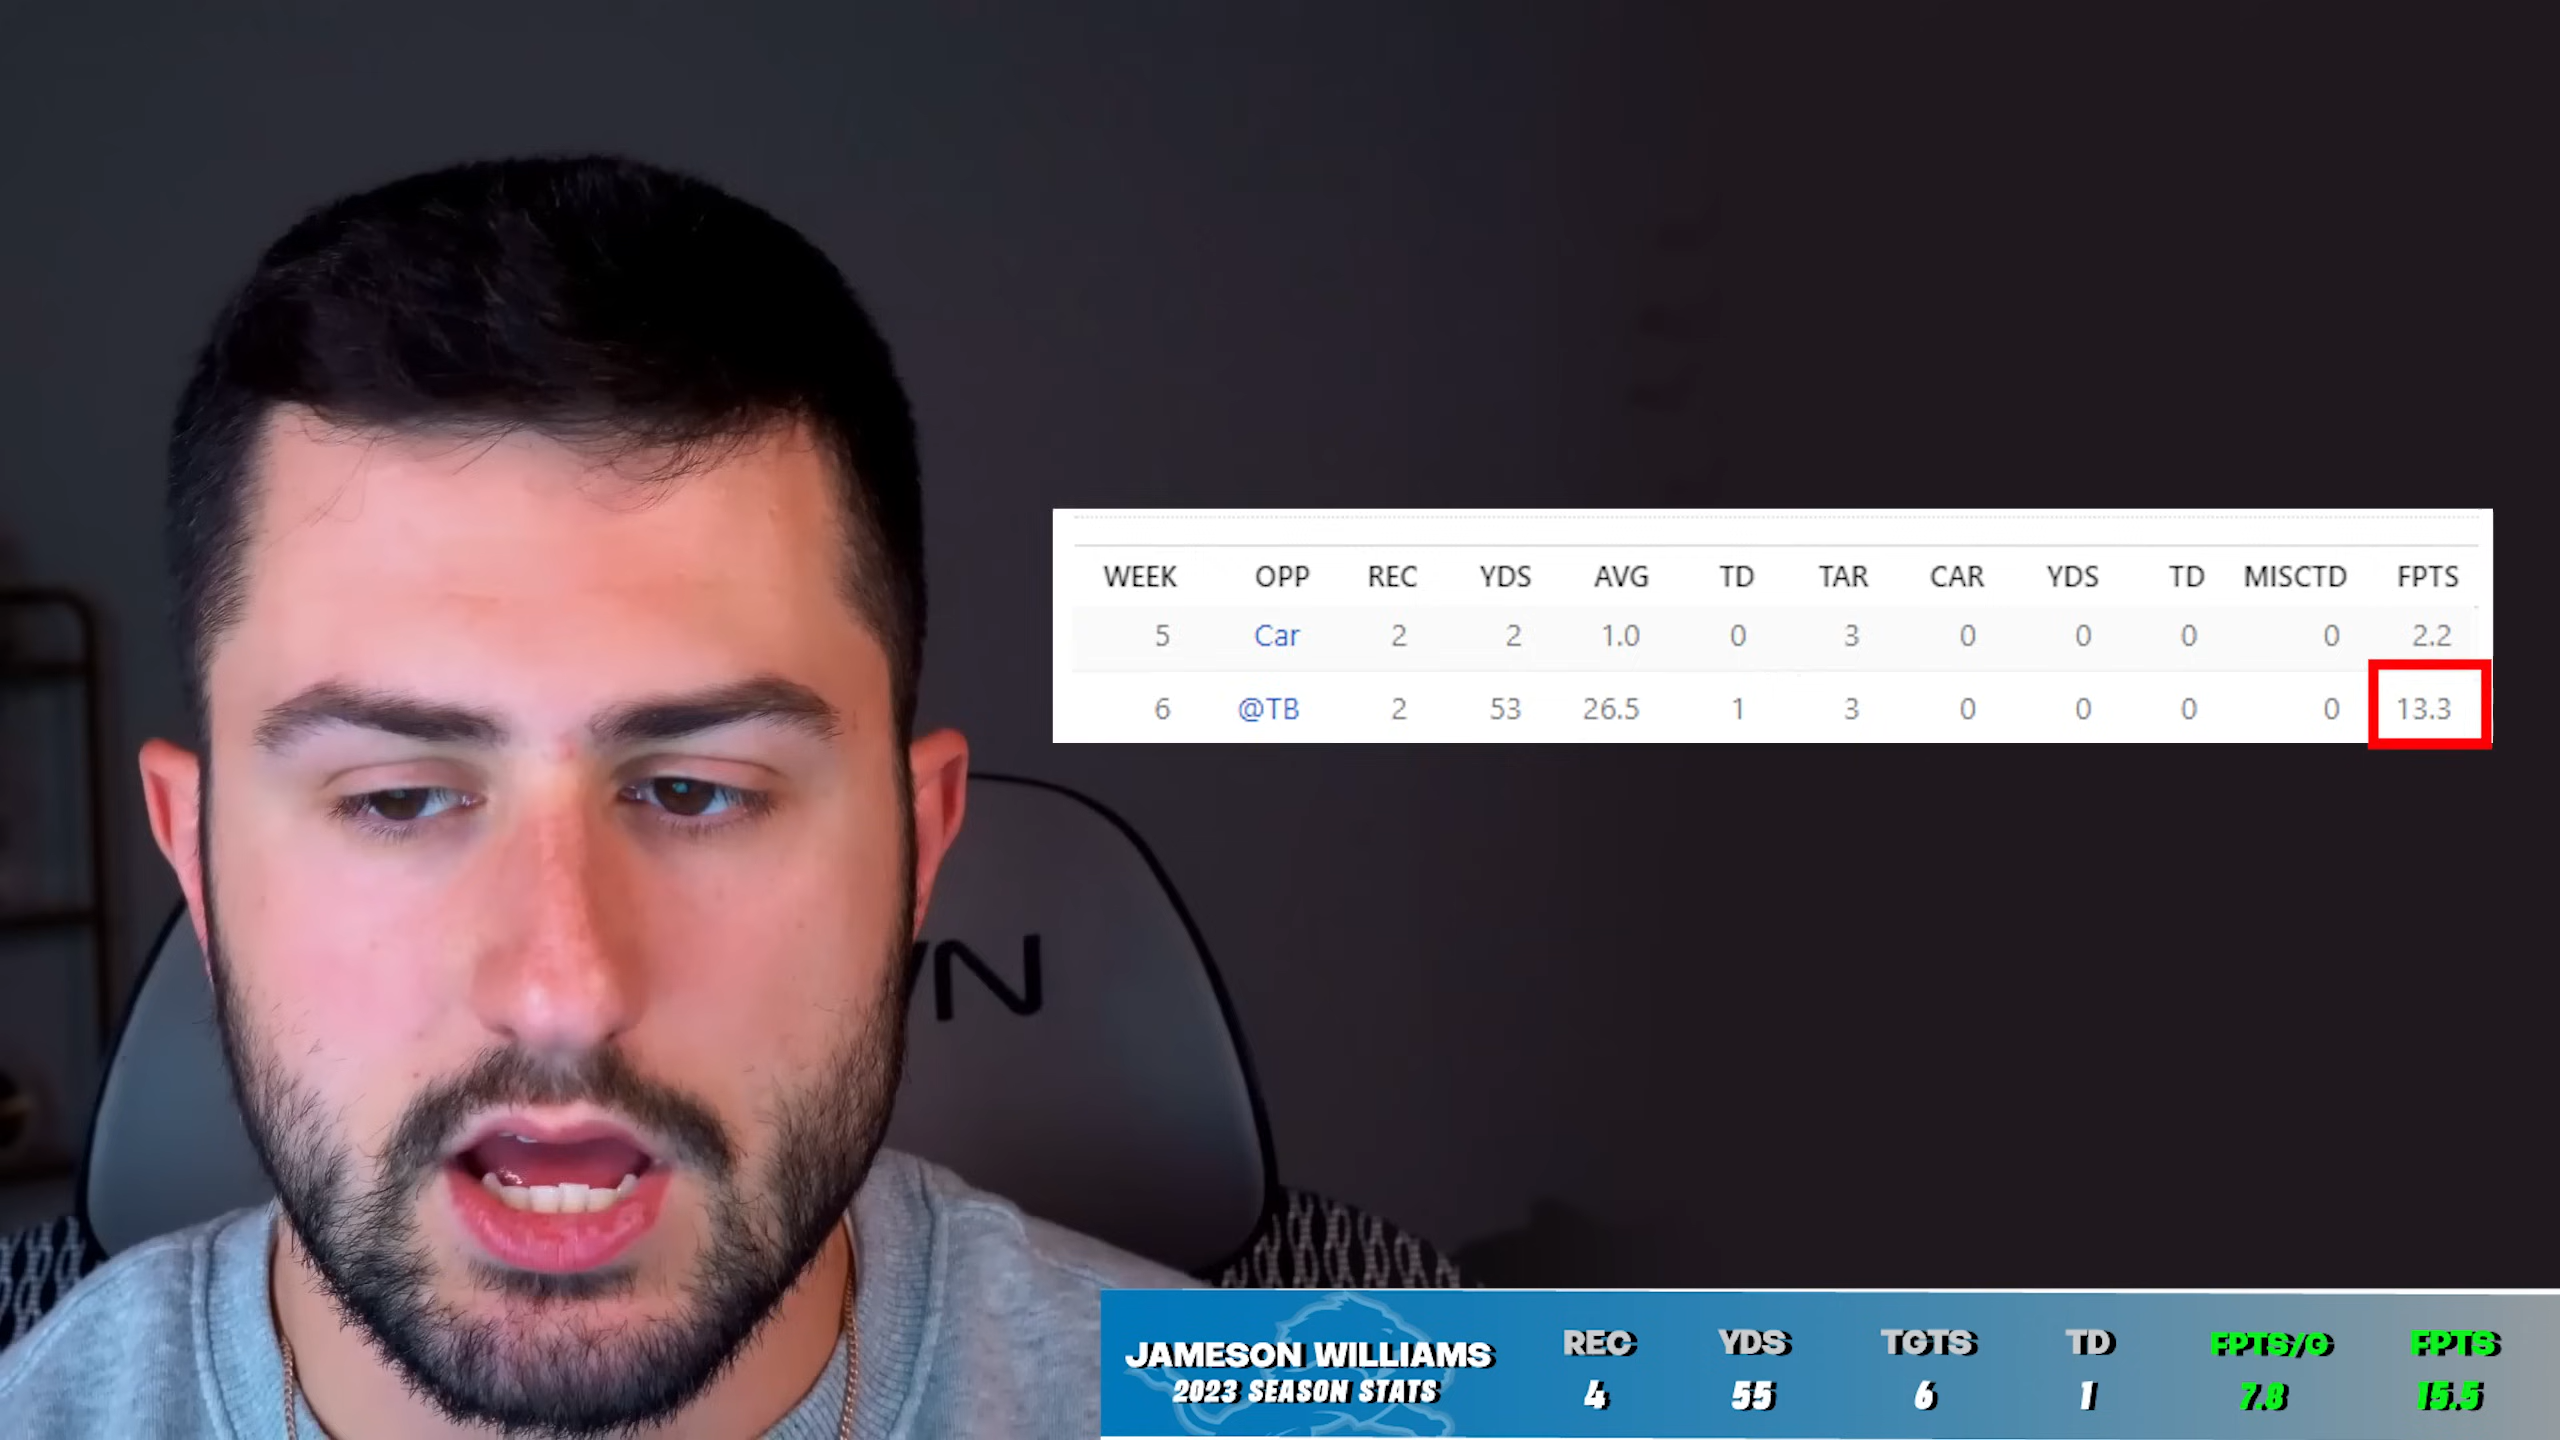 WEEK OPP REC YDS AVG TD TAR CAR YDS TD MISCTD FPTS
5 Car 2 2 1.0 0 3 0 0 0 0 2.2
6 @TB 2 53 26.5 1 3 0 0 0 0 13.3
JAMESON WILLIAMS
2023 SEASON STATS
REC YDS TGTS TD FPTS/G FPTS
4 55 6 1 7.8 15.5